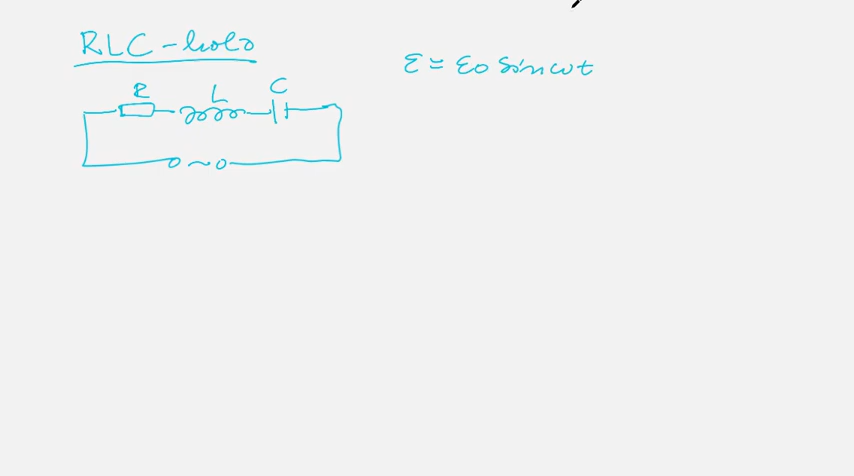 RLC-kolo
R L C
ε = ε0 sin ωt